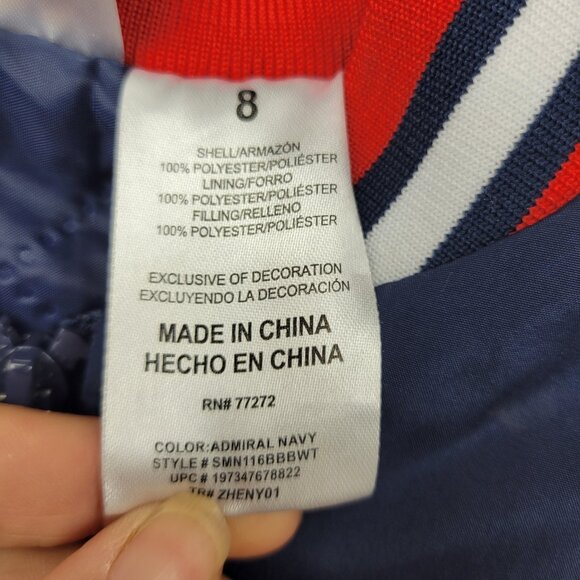 8
SHELL/ARMAZÓN
100% POLYESTER/POLIÉSTER
LINING/FORRO
100% POLYESTER/POLIÉSTER
FILLING/RELLENO
100% POLYESTER/POLIÉSTER
EXCLUSIVE OF DECORATION
EXCLUYENDO LA DECORACIÓN
MADE IN CHINA
HECHO EN CHINA
RN# 77272
COLOR:ADMIRAL NAVY
STYLE # SMN116BBBWT
UPC # 197347678822
TR# ZHENY01